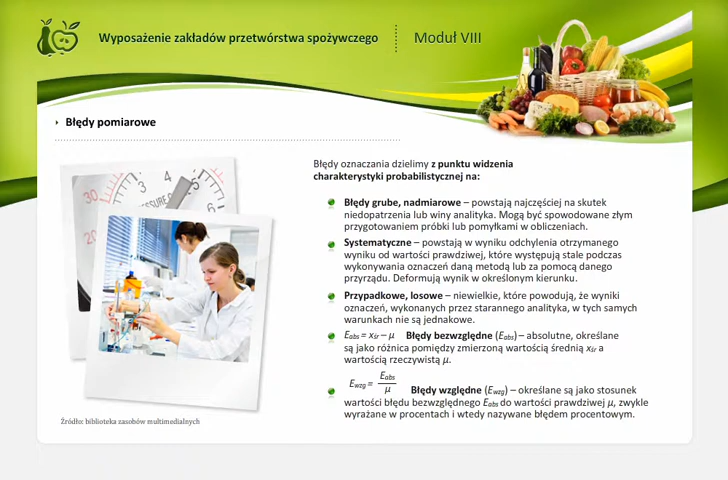 Wyposażenie zakładów przetwórstwa spożywczego
Moduł VIII
Błędy pomiarowe
Błędy oznaczania dzielimy z punktu widzenia
charakterystyki probabilistycznej na:
Błędy grube, nadmiarowe – powstają najczęściej na skutek
niedopatrzenia lub winy analityka. Mogą być spowodowane złym
przygotowaniem próbki lub pomyłkami w obliczeniach.
Systematyczne – powstają w wyniku odchylenia otrzymanego
wyniku od wartości prawdziwej, które występują stale podczas
wykonywania oznaczeń daną metodą lub za pomocą danego
przyrządu. Deformują wynik w określonym kierunku.
Przypadkowe, losowe – niewielkie, które powodują, że wyniki
oznaczeń, wykonanych przez starannego analityka, w tych samych
warunkach nie są jednakowe.
Eabs = xśr – μ Błędy bezwzględne (Eabs) – absolutne, określane
są jako różnica pomiędzy zmierzoną wartością średnią xśr a
wartością rzeczywistą μ.
Ewzg = Eabs / μ Błędy względne (Ewzg) – określane są jako stosunek
wartości błędu bezwzględnego Eabs do wartości prawdziwej μ, zwykle
wyrażane w procentach i wtedy nazywane błędem procentowym.
30
3
4
6
20
Źródło: biblioteka zasobów multimedialnych